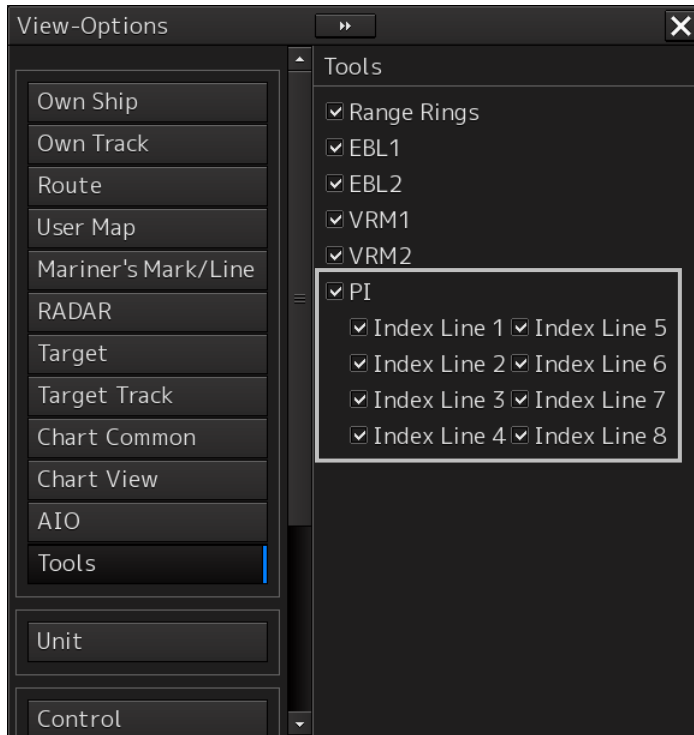 View-Options
Own Ship
Own Track
Route
User Map
Mariner's Mark/Line
RADAR
Target
Target Track
Chart Common
Chart View
AIO
Tools
Unit
Control
Tools
Range Rings
EBL1
EBL2
VRM1
VRM2
PI
Index Line 1 Index Line 5
Index Line 2 Index Line 6
Index Line 3 Index Line 7
Index Line 4 Index Line 8